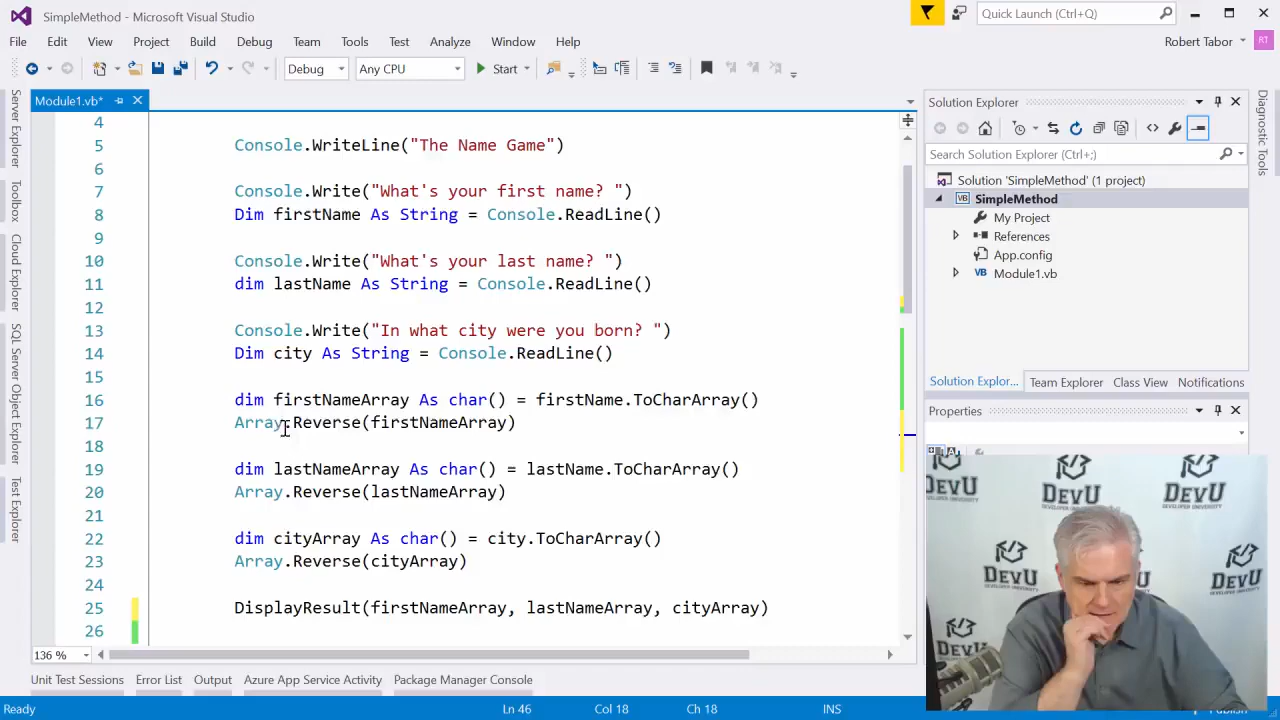 SimpleMethod - Microsoft Visual Studio
Quick Launch (Ctrl+Q)
File Edit View Project Build Debug Team Tools Test Analyze Window Help
Robert Tabor RT
Debug Any CPU Start
Module1.vb*
Server Explorer
Toolbox
Cloud Explorer
SQL Server Object Explorer
Test Explorer
4
5 Console.WriteLine("The Name Game")
6
7 Console.Write("What's your first name? ")
8 Dim firstName As String = Console.ReadLine()
9
10 Console.Write("What's your last name? ")
11 dim lastName As String = Console.ReadLine()
12
13 Console.Write("In what city were you born? ")
14 Dim city As String = Console.ReadLine()
15
16 dim firstNameArray As char() = firstName.ToCharArray()
17 Array.Reverse(firstNameArray)
18
19 dim lastNameArray As char() = lastName.ToCharArray()
20 Array.Reverse(lastNameArray)
21
22 dim cityArray As char() = city.ToCharArray()
23 Array.Reverse(cityArray)
24
25 DisplayResult(firstNameArray, lastNameArray, cityArray)
26
136 %
Solution Explorer
Search Solution Explorer (Ctrl+;)
Solution 'SimpleMethod' (1 project)
VB SimpleMethod
My Project
References
App.config
VB Module1.vb
Solution Explor... Team Explorer Class View Notifications
Properties
Diagnostic Tools
DEVU
DEVELOPER UNIVERSITY
DEVU
DEVELOPER UNIVERSITY
DEVU
DEVU
DEVU
DEVU
Unit Test Sessions Error List Output Azure App Service Activity Package Manager Console
Ready Ln 46 Col 18 Ch 18 INS Publish